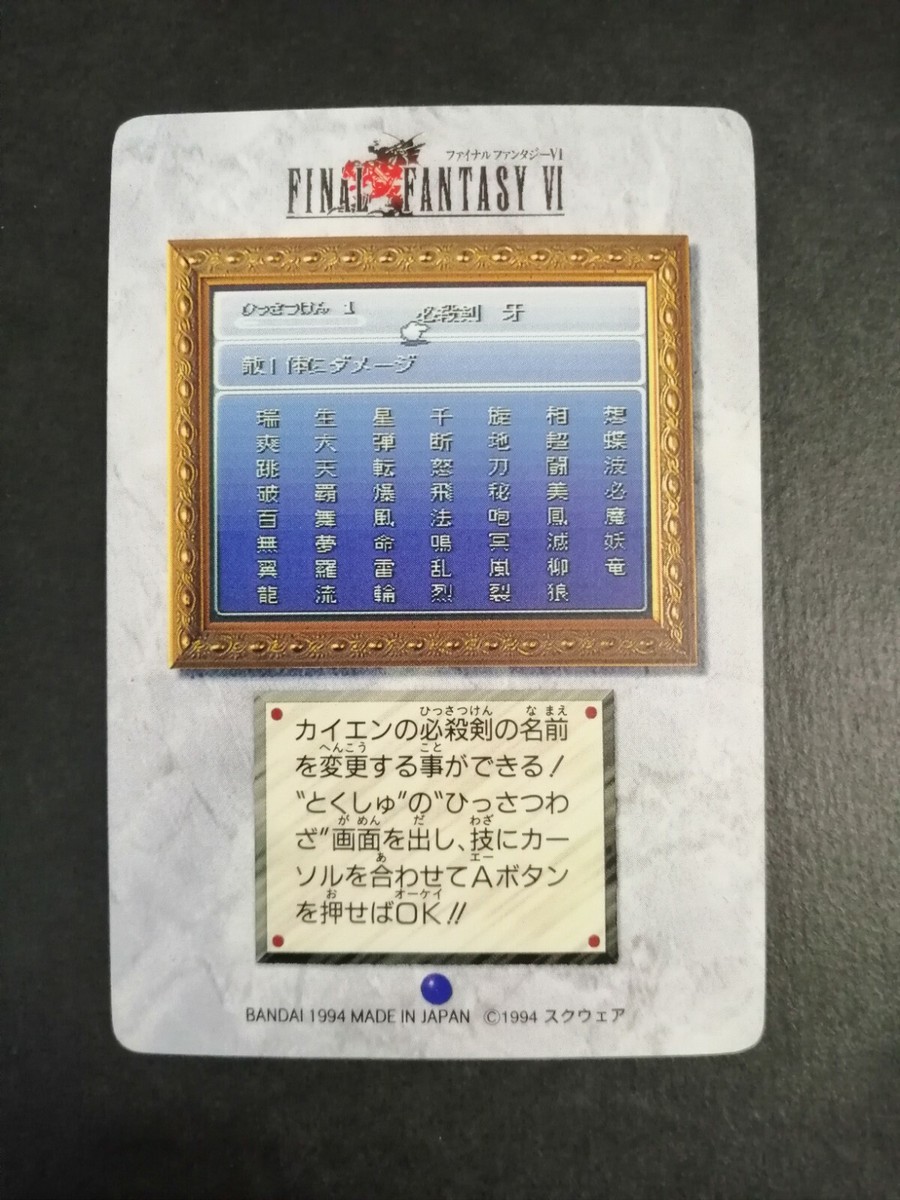 ファイナルファンタジーVI
FINAL FANTASY VI
ひっさつけん 1 必殺剣 牙
敵1体にダメージ
瑞 生 星 千 旋 相 想
爽 大 弾 断 地 超 蝶
跳 天 転 怒 刀 闘 波
破 覇 爆 飛 秘 美 必
百 舞 風 法 咆 鳳 魔
無 夢 命 鳴 冥 滅 妖
翼 羅 雷 乱 嵐 柳 竜
龍 流 輪 烈 裂 狼
カイエンの必殺剣の名前
を変更する事ができる!
"とくしゅ"の"ひっさつわ
ざ"画面を出し、技にカー
ソルを合わせてAボタン
を押せばOK!!
BANDAI 1994 MADE IN JAPAN ©1994 スクウェア